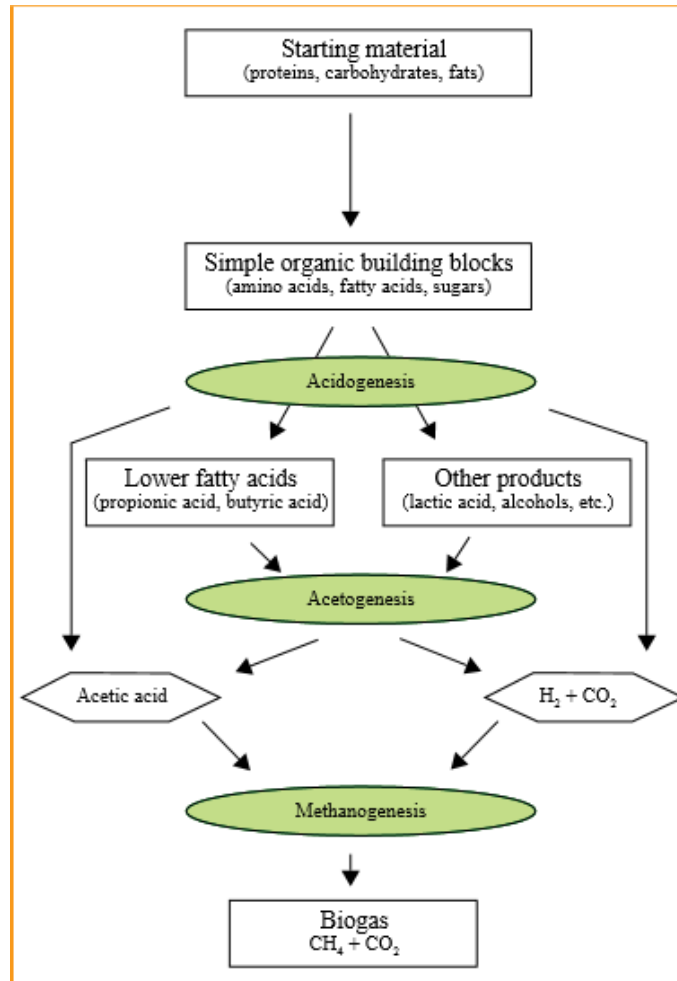 Starting material
(proteins, carbohydrates, fats)
Simple organic building blocks
(amino acids, fatty acids, sugars)
Acidogenesis
Lower fatty acids
(propionic acid, butyric acid)
Other products
(lactic acid, alcohols, etc.)
Acetogenesis
Acetic acid
H₂ + CO₂
Methanogenesis
Biogas
CH₄ + CO₂